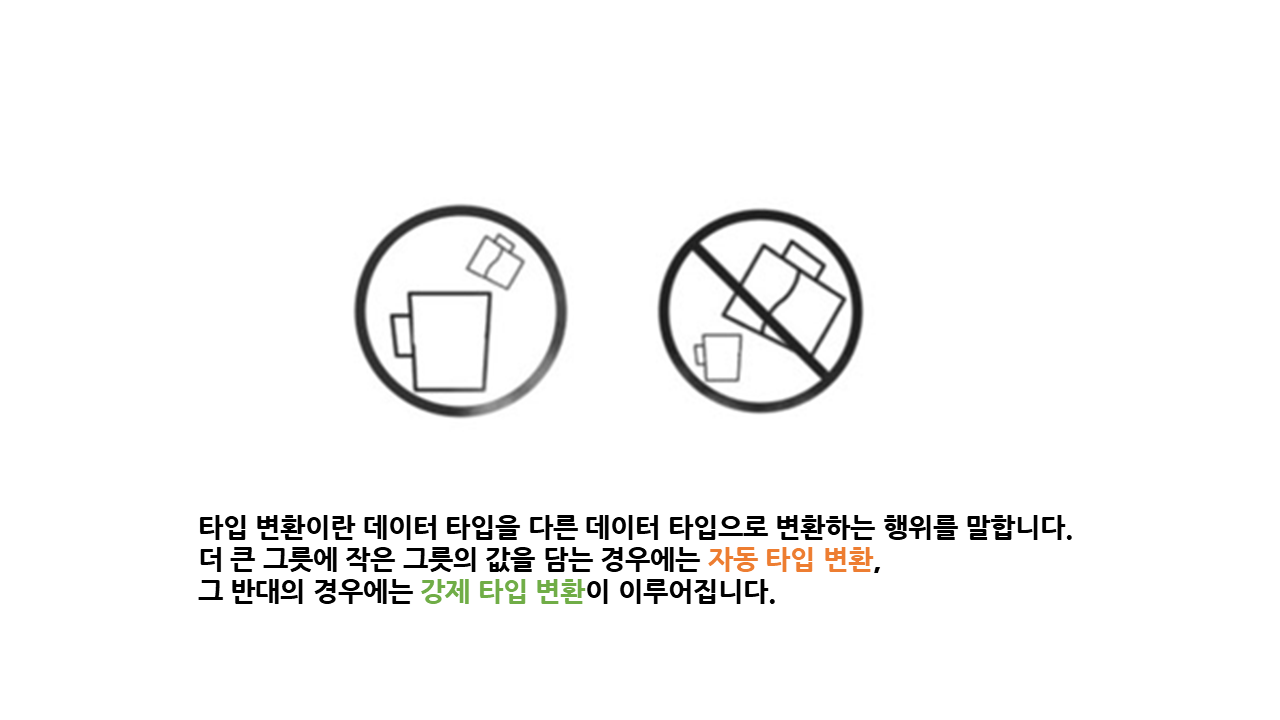 타입 변환이란 데이터 타입을 다른 데이터 타입으로 변환하는 행위를 말합니다.
더 큰 그릇에 작은 그릇의 값을 담는 경우에는 자동 타입 변환,
그 반대의 경우에는 강제 타입 변환이 이루어집니다.